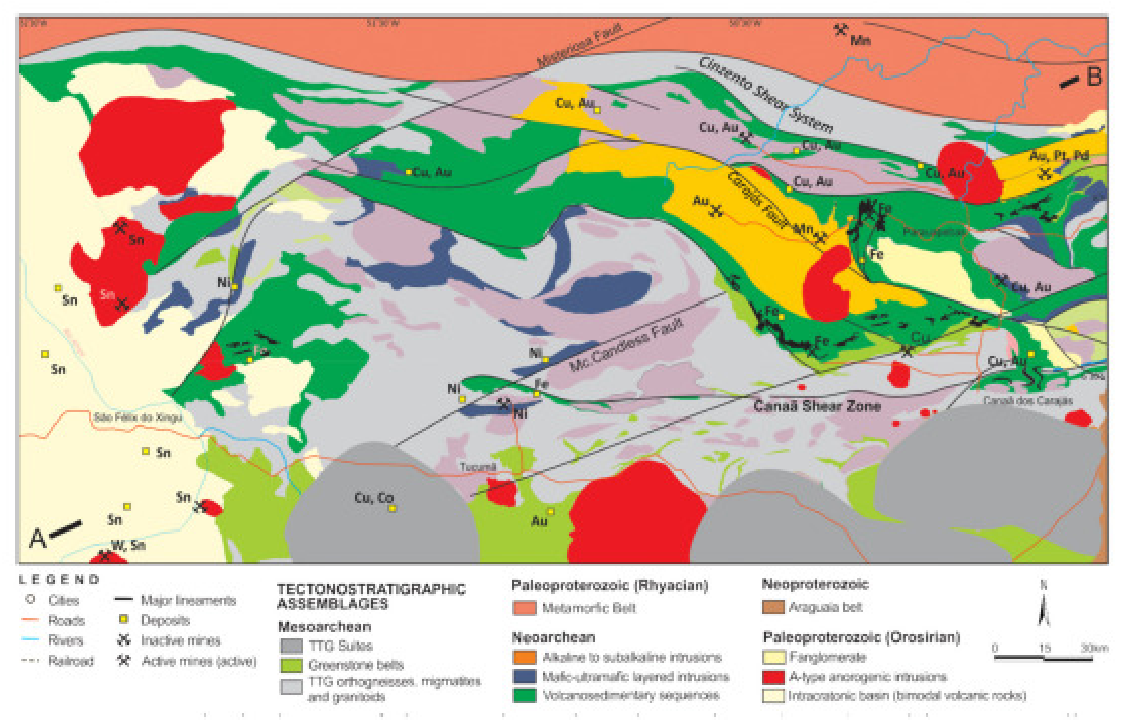 52°30'W
51°30'W
50°30'W
Misteriosa Fault
Mn
B
Cinzento Shear System
Cu, Au
Cu, Au
Cu, Au
Au, Pt, Pd
Cu, Au
Cu, Au
Cu, Au
Carajás Fault
Au
Fe
Mn
Parauapebas
Sn
Fe
Ni
Sn
Sn
Cu, Au
Fe
Fe
Cu
Mc Candless Fault
Fe
Ni
Sn
Cu, Au
Ni
Fe
Ni
Canaã Shear Zone
Canaã dos Carajás
São Félix do Xingu
Sn
Tucumã
Sn
Cu, Co
Sn
Au
A
W, Sn
LEGEND
Cities
Roads
Rivers
Railroad
Major lineaments
Deposits
Inactive mines
Active mines (active)
TECTONOSTRATIGRAPHIC
ASSEMBLAGES
Mesoarchean
TTG Suites
Greenstone belts
TTG orthogneisses, migmatites
and granitoids
Paleoproterozoic (Rhyacian)
Metamorfic Belt
Neoarchean
Alkaline to subalkaline intrusions
Mafic-ultramafic layered intrusions
Volcanosedimentary sequences
Neoproterozoic
Araguaia belt
Paleoproterozoic (Orosirian)
Fanglomerate
A-type anorogenic intrusions
Intracratonic basin (bimodal volcanic rocks)
N
0 15 30km